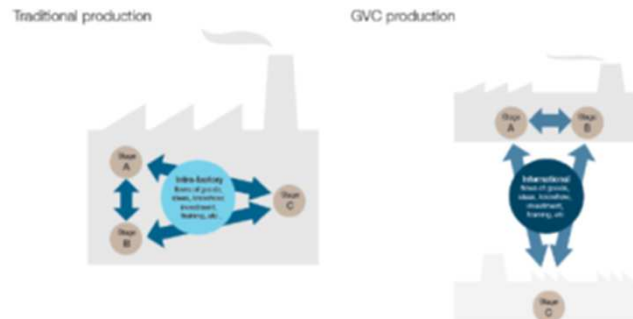 Traditional production
GVC production
Stage
A
Intra-factory
flows of goods,
ideas, knowhow,
investment,
training, etc.
Stage
C
Stage
B
Stage
A
Stage
B
International
flows of goods,
ideas, knowhow,
investment,
training, etc.
Stage
C